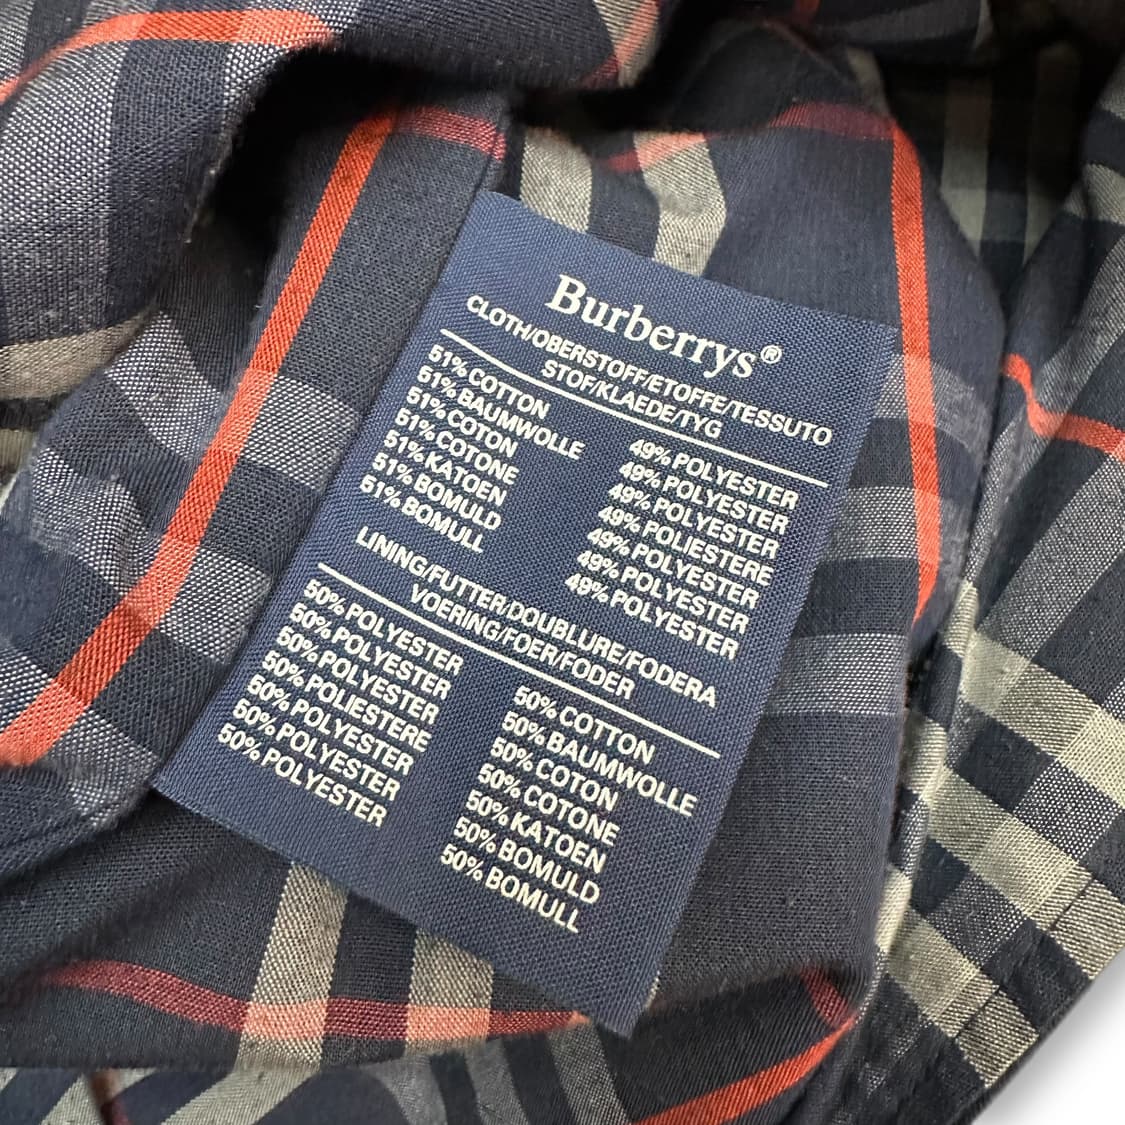 Burberrys®
CLOTH/OBERSTOFF/ETOFFE/TESSUTO
STOF/KLAEDE/TYG
51% COTTON 49% POLYESTER
51% BAUMWOLLE 49% POLYESTER
51% COTON 49% POLYESTER
51% COTONE 49% POLIESTERE
51% KATOEN 49% POLYESTER
51% BOMULD 49% POLYESTER
51% BOMULL 49% POLYESTER
LINING/FUTTER/DOUBLURE/FODERA
VOERING/FOER/FODER
50% POLYESTER 50% COTTON
50% POLYESTER 50% BAUMWOLLE
50% POLYESTER 50% COTON
50% POLIESTERE 50% COTONE
50% POLYESTER 50% KATOEN
50% POLYESTER 50% BOMULD
50% POLYESTER 50% BOMULL